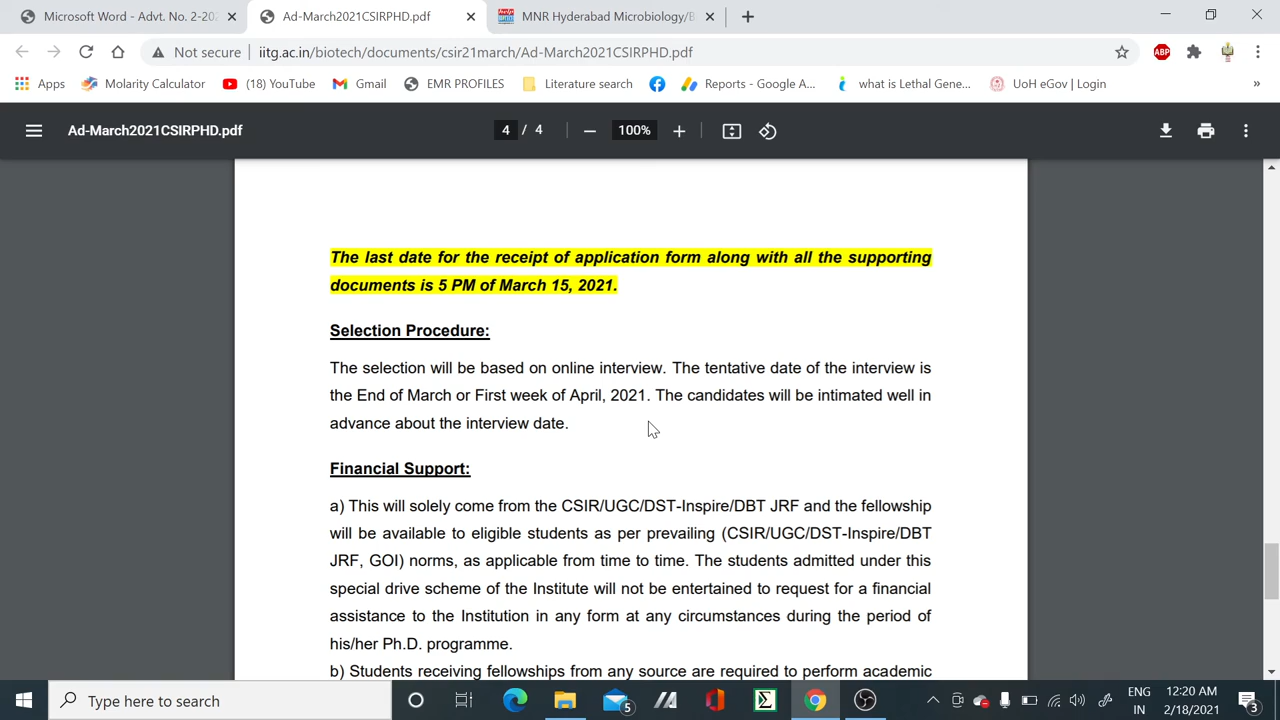 Microsoft Word - Advt. No. 2-202
Ad-March2021CSIRPHD.pdf
MNR Hyderabad Microbiology/B
Not secure
iitg.ac.in/biotech/documents/csir21march/Ad-March2021CSIRPHD.pdf
ABP
Apps
Molarity Calculator
(18) YouTube
Gmail
EMR PROFILES
Literature search
Reports - Google A...
what is Lethal Gene...
UoH eGov | Login
»
Ad-March2021CSIRPHD.pdf
4 / 4
100%
The last date for the receipt of application form along with all the supporting
documents is 5 PM of March 15, 2021.
Selection Procedure:
The selection will be based on online interview. The tentative date of the interview is
the End of March or First week of April, 2021. The candidates will be intimated well in
advance about the interview date.
Financial Support:
a) This will solely come from the CSIR/UGC/DST-Inspire/DBT JRF and the fellowship
will be available to eligible students as per prevailing (CSIR/UGC/DST-Inspire/DBT
JRF, GOI) norms, as applicable from time to time. The students admitted under this
special drive scheme of the Institute will not be entertained to request for a financial
assistance to the Institution in any form at any circumstances during the period of
his/her Ph.D. programme.
b) Students receiving fellowships from any source are required to perform academic
Type here to search
5
ENG
IN
12:20 AM
2/18/2021
3